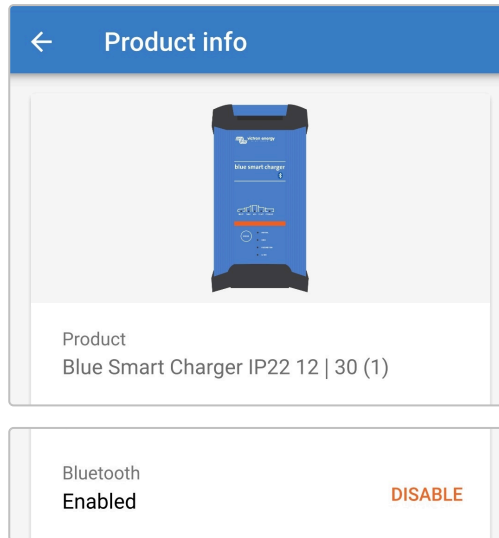 Product info
victron energy
blue smart charger
Product
Blue Smart Charger IP22 12 | 30 (1)
Bluetooth
Enabled
DISABLE